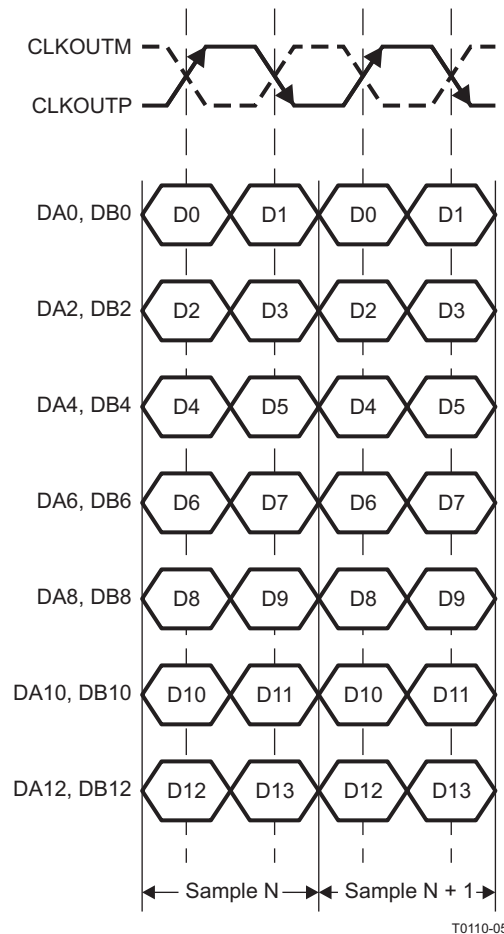 CLKOUTM
CLKOUTP
DA0, DB0 D0 D1 D0 D1
DA2, DB2 D2 D3 D2 D3
DA4, DB4 D4 D5 D4 D5
DA6, DB6 D6 D7 D6 D7
DA8, DB8 D8 D9 D8 D9
DA10, DB10 D10 D11 D10 D11
DA12, DB12 D12 D13 D12 D13
Sample N Sample N + 1
T0110-05